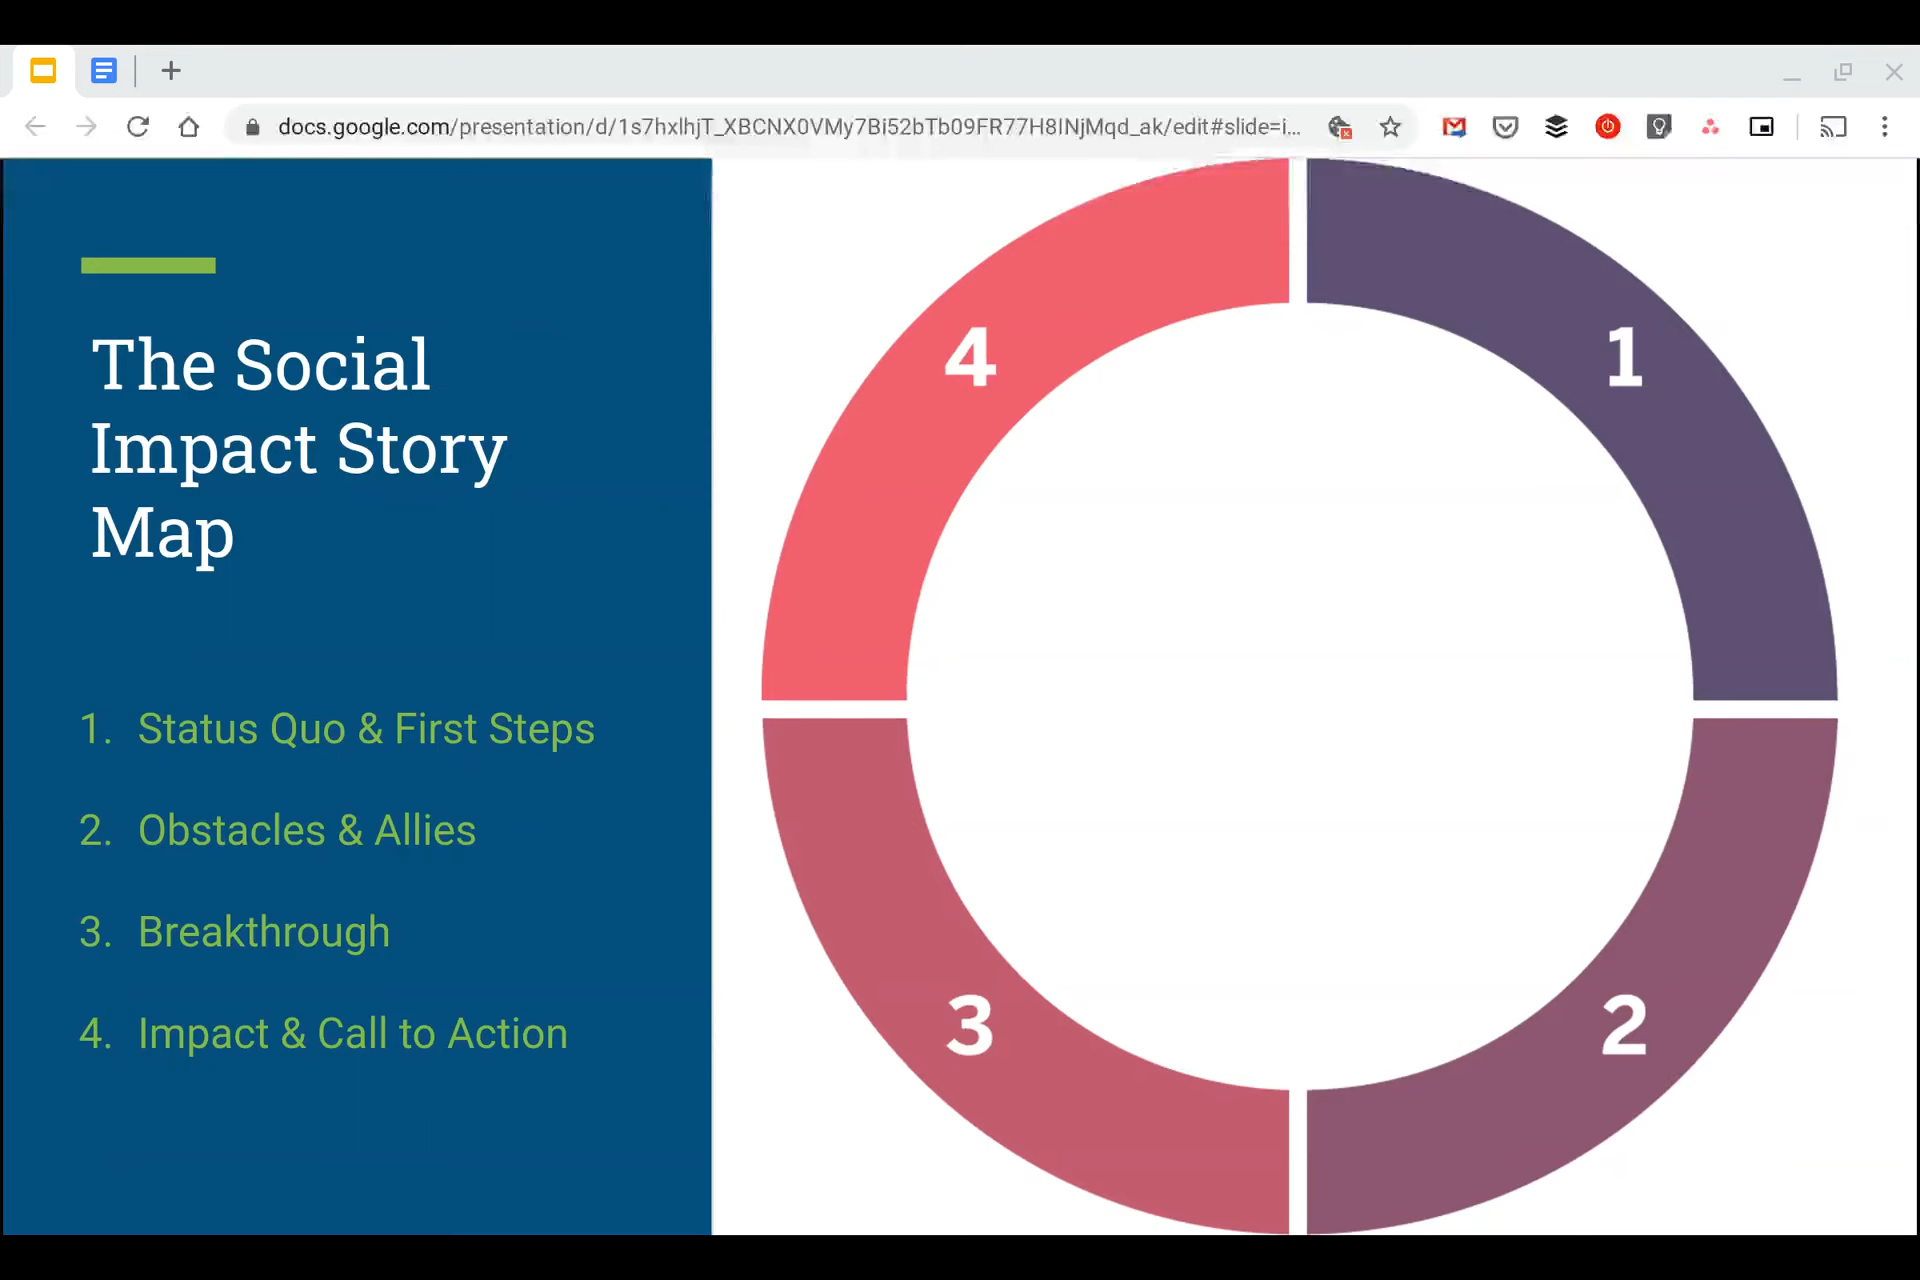 docs.google.com/presentation/d/1s7hxlhjT_XBCNX0VMy7Bi52bTb09FR77H8INjMqd_ak/edit#slide=i...
The Social
Impact Story
Map
1. Status Quo & First Steps
2. Obstacles & Allies
3. Breakthrough
4. Impact & Call to Action
4
1
3
2